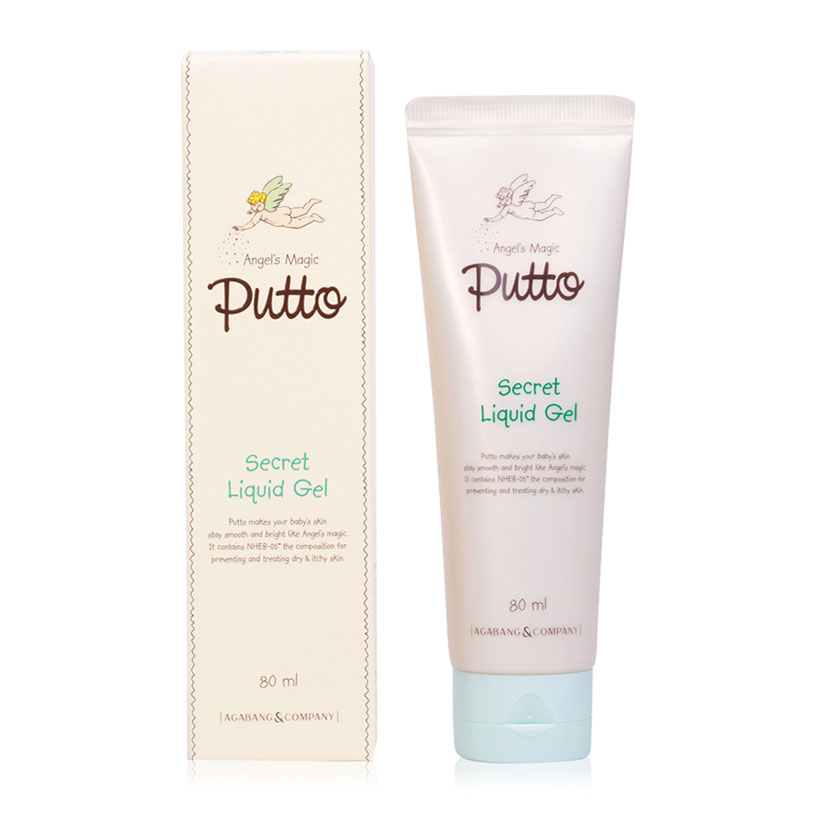 Angel's Magic
Putto
Secret
Liquid Gel
Putto makes your baby's skin
stay smooth and bright like Angel's magic.
It contains NHEB-05™ the composition for
preventing and treating dry & itchy skin.
80 ml
|AGABANG&COMPANY|
Angel's Magic
Putto
Secret
Liquid Gel
Putto makes your baby's skin
stay smooth and bright like Angel's magic.
It contains NHEB-05™ the composition for
preventing and treating dry & itchy skin.
80 ml
|AGABANG&COMPANY|